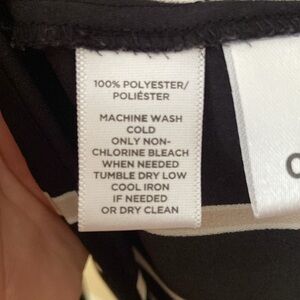 100% POLYESTER/
POLIÉSTER
MACHINE WASH
COLD
ONLY NON-
CHLORINE BLEACH
WHEN NEEDED
TUMBLE DRY LOW
COOL IRON
IF NEEDED
OR DRY CLEAN